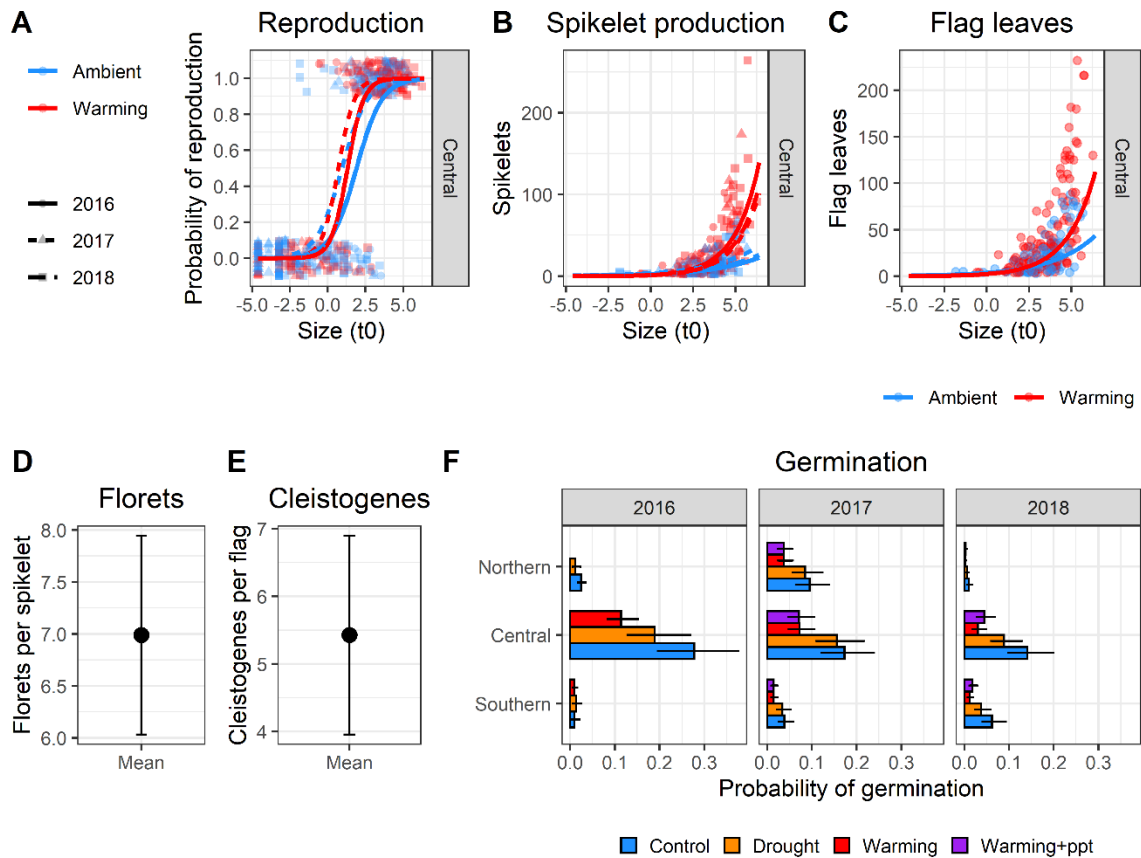 A
Ambient
Warming
2016
2017
2018
Reproduction
Probability of reproduction
1.0
0.8
0.6
0.4
0.2
0.0
-5.0 -2.5 0.0 2.5 5.0
Size (t0)
Central
B
Spikelet production
Spikelets
200
100
0
-5.0 -2.5 0.0 2.5 5.0
Size (t0)
Central
C
Flag leaves
Flag leaves
225
200
175
150
125
100
75
50
25
0
-5.0 -2.5 0.0 2.5 5.0
Size (t0)
Central
Ambient Warming
D
Florets
Florets per spikelet
8.0
7.5
7.0
6.5
6.0
Mean
E
Cleistogenes
Cleistogenes per flag
7
6
5
4
Mean
F
Germination
2016 2017 2018
Northern
Central
Southern
0.0 0.1 0.2 0.3 0.0 0.1 0.2 0.3 0.0 0.1 0.2 0.3
Probability of germination
Control Drought Warming Warming+ppt